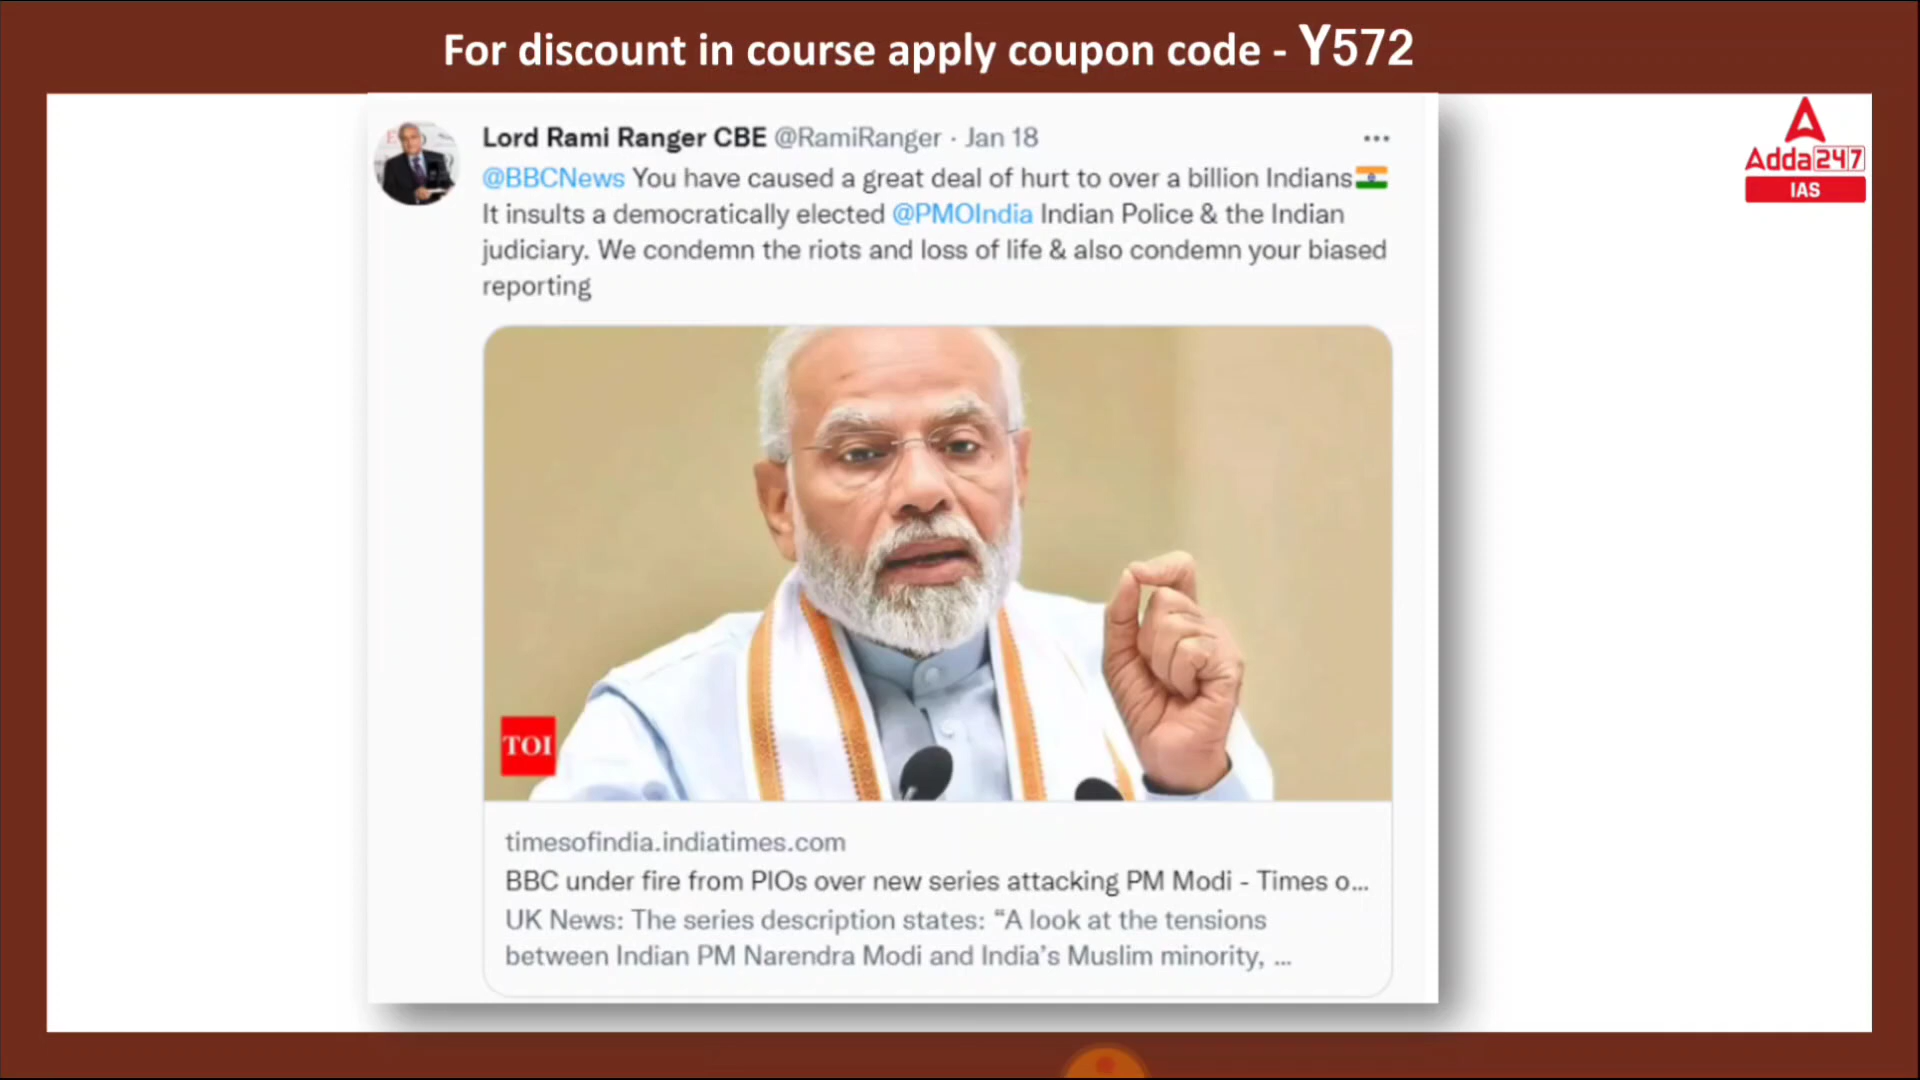 For discount in course apply coupon code - Y572
Adda247
IAS
Lord Rami Ranger CBE @RamiRanger · Jan 18
@BBCNews You have caused a great deal of hurt to over a billion Indians🇮🇳
It insults a democratically elected @PMOIndia Indian Police & the Indian
judiciary. We condemn the riots and loss of life & also condemn your biased
reporting
TOI
timesofindia.indiatimes.com
BBC under fire from PIOs over new series attacking PM Modi - Times o...
UK News: The series description states: “A look at the tensions
between Indian PM Narendra Modi and India’s Muslim minority, ...